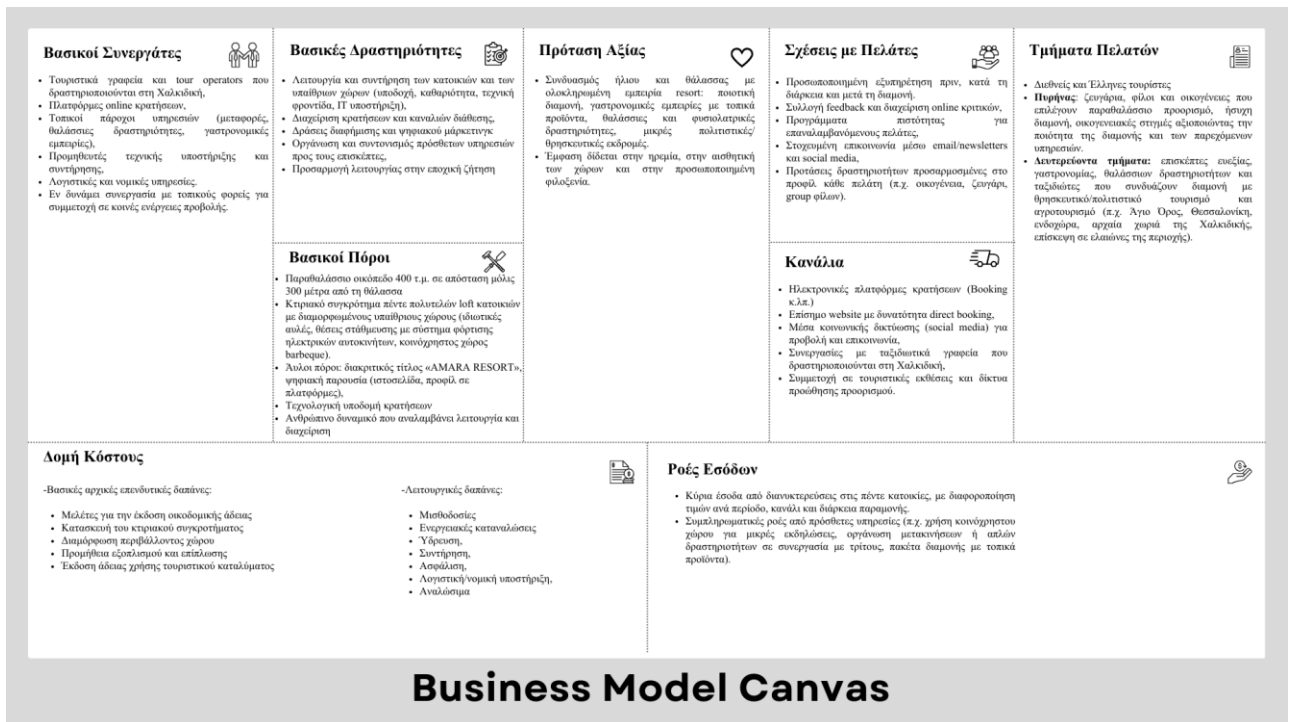 Βασικοί Συνεργάτες
• Τουριστικά γραφεία και tour operators που
δραστηριοποιούνται στη Χαλκιδική,
• Πλατφόρμες online κρατήσεων,
• Τοπικοί πάροχοι υπηρεσιών (μεταφορές,
θαλάσσιες δραστηριότητες, γαστρονομικές
εμπειρίες),
• Προμηθευτές τεχνικής υποστήριξης και
συντήρησης,
• Λογιστικές και νομικές υπηρεσίες.
• Εν δυνάμει συνεργασία με τοπικούς φορείς για
συμμετοχή σε κοινές ενέργειες προβολής.
Βασικές Δραστηριότητες
• Λειτουργία και συντήρηση των κατοικιών και των
υπαίθριων χώρων (υποδοχή, καθαριότητα, τεχνική
φροντίδα, IT υποστήριξη),
• Διαχείριση κρατήσεων και καναλιών διάθεσης,
• Δράσεις διαφήμισης και ψηφιακού μάρκετινγκ
• Οργάνωση και συντονισμός πρόσθετων υπηρεσιών
προς τους επισκέπτες,
• Προσαρμογή λειτουργίας στην εποχική ζήτηση
Βασικοί Πόροι
• Παραθαλάσσιο οικόπεδο 400 τ.μ. σε απόσταση μόλις
300 μέτρα από τη θάλασσα
• Κτιριακό συγκρότημα πέντε πολυτελών loft κατοικιών
με διαμορφωμένους υπαίθριους χώρους (ιδιωτικές
αυλές, θέσεις στάθμευσης με σύστημα φόρτισης
ηλεκτρικών αυτοκινήτων, κοινόχρηστος χώρος
barbeque).
• Άυλοι πόροι: διακριτικός τίτλος «AMARA RESORT»,
ψηφιακή παρουσία (ιστοσελίδα, προφίλ σε
πλατφόρμες),
• Τεχνολογική υποδομή κρατήσεων
• Ανθρώπινο δυναμικό που αναλαμβάνει λειτουργία και
διαχείριση
Πρόταση Αξίας
• Συνδυασμός ήλιου και θάλασσας με
ολοκληρωμένη εμπειρία resort: ποιοτική
διαμονή, γαστρονομικές εμπειρίες με τοπικά
προϊόντα, θαλάσσιες και φυσιολατρικές
δραστηριότητες, μικρές πολιτιστικές/
θρησκευτικές εκδρομές.
• Έμφαση δίδεται στην ηρεμία, στην αισθητική
των χώρων και στην προσωποποιημένη
φιλοξενία.
Σχέσεις με Πελάτες
• Προσωποποιημένη εξυπηρέτηση πριν, κατά τη
διάρκεια και μετά τη διαμονή.
• Συλλογή feedback και διαχείριση online κριτικών,
• Προγράμματα πιστότητας για
επαναλαμβανόμενους πελάτες,
• Στοχευμένη επικοινωνία μέσω email/newsletters
και social media,
• Προτάσεις δραστηριοτήτων προσαρμοσμένες στο
προφίλ κάθε πελάτη (π.χ. οικογένεια, ζευγάρι,
group φίλων).
Κανάλια
• Ηλεκτρονικές πλατφόρμες κρατήσεων (Booking
κ.λπ.)
• Επίσημο website με δυνατότητα direct booking,
• Μέσα κοινωνικής δικτύωσης (social media) για
προβολή και επικοινωνία,
• Συνεργασίες με ταξιδιωτικά γραφεία που
δραστηριοποιούνται στη Χαλκιδική,
• Συμμετοχή σε τουριστικές εκθέσεις και δίκτυα
προώθησης προορισμού.
Τμήματα Πελατών
• Διεθνείς και Έλληνες τουρίστες
• Πυρήνας: ζευγάρια, φίλοι και οικογένειες που
επιλέγουν παραθαλάσσιο προορισμό, ήσυχη
διαμονή, οικογενειακές στιγμές αξιοποιώντας την
ποιότητα της διαμονής και των παρεχόμενων
υπηρεσιών.
• Δευτερεύοντα τμήματα: επισκέπτες ευεξίας,
γαστρονομίας, θαλάσσιων δραστηριοτήτων και
ταξιδιώτες που συνδυάζουν διαμονή με
θρησκευτικό/πολιτιστικό τουρισμό και
αγροτουρισμό (π.χ. Άγιο Όρος, Θεσσαλονίκη,
ενδοχώρα, αρχαία χωριά της Χαλκιδικής,
επίσκεψη σε ελαιώνες της περιοχής).
Δομή Κόστους
-Βασικές αρχικές επενδυτικές δαπάνες:
• Μελέτες για την έκδοση οικοδομικής άδειας
• Κατασκευή του κτιριακού συγκροτήματος
• Διαμόρφωση περιβάλλοντος χώρου
• Προμήθεια εξοπλισμού και επίπλωσης
• Έκδοση άδειας χρήσης τουριστικού καταλύματος
-Λειτουργικές δαπάνες:
• Μισθοδοσίες
• Ενεργειακές καταναλώσεις
• Ύδρευση,
• Συντήρηση,
• Ασφάλιση,
• Λογιστική/νομική υποστήριξη,
• Αναλώσιμα
Ροές Εσόδων
• Κύρια έσοδα από διανυκτερεύσεις στις πέντε κατοικίες, με διαφοροποίηση
τιμών ανά περίοδο, κανάλι και διάρκεια παραμονής.
• Συμπληρωματικές ροές από πρόσθετες υπηρεσίες (π.χ. χρήση κοινόχρηστου
χώρου για μικρές εκδηλώσεις, οργάνωση μετακινήσεων ή απλών
δραστηριοτήτων σε συνεργασία με τρίτους, πακέτα διαμονής με τοπικά
προϊόντα).
Business Model Canvas